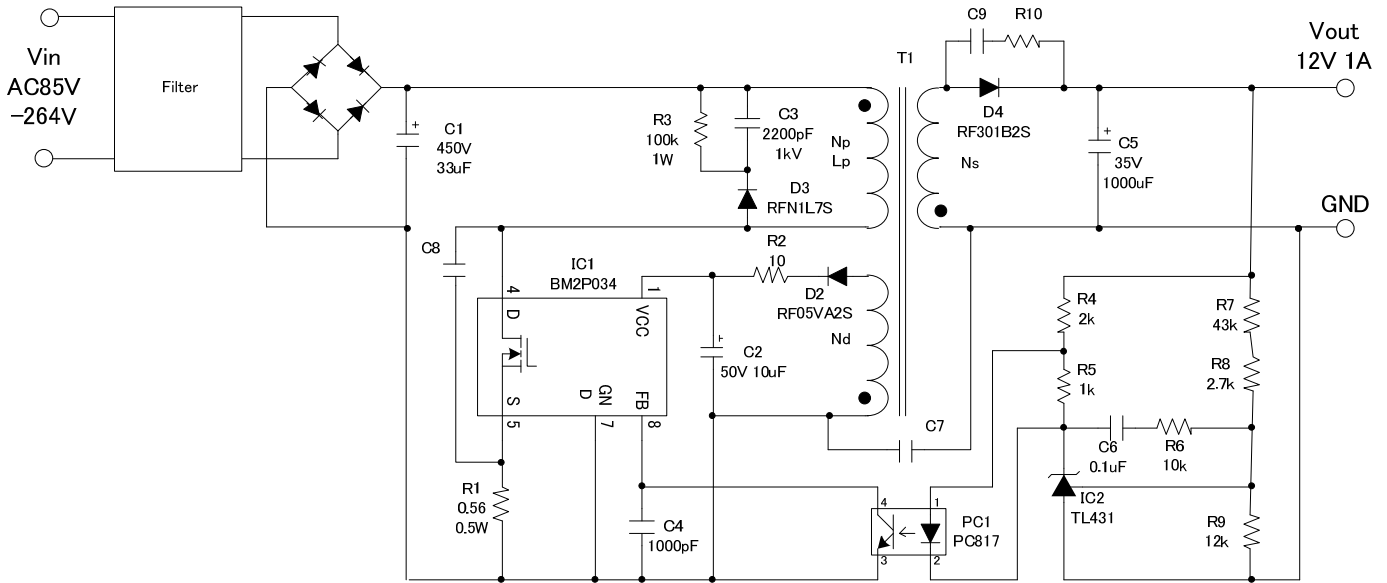 Vin
AC85V
-264V
Filter
C1
450V
33uF
R3
100k
1W
C3
2200pF
1kV
D3
RFN1L7S
Np
Lp
T1
Ns
C9
R10
D4
RF301B2S
C5
35V
1000uF
Vout
12V 1A
GND
C8
IC1
BM2P034
4
D
1
VCC
S
5
GN
D
7
FB
8
R2
10
D2
RF05VA2S
Nd
C2
50V 10uF
C7
R1
0.56
0.5W
C4
1000pF
4
3
1
2
PC1
PC817
R4
2k
R5
1k
C6
0.1uF
R6
10k
R7
43k
R8
2.7k
IC2
TL431
R9
12k
+
+
+